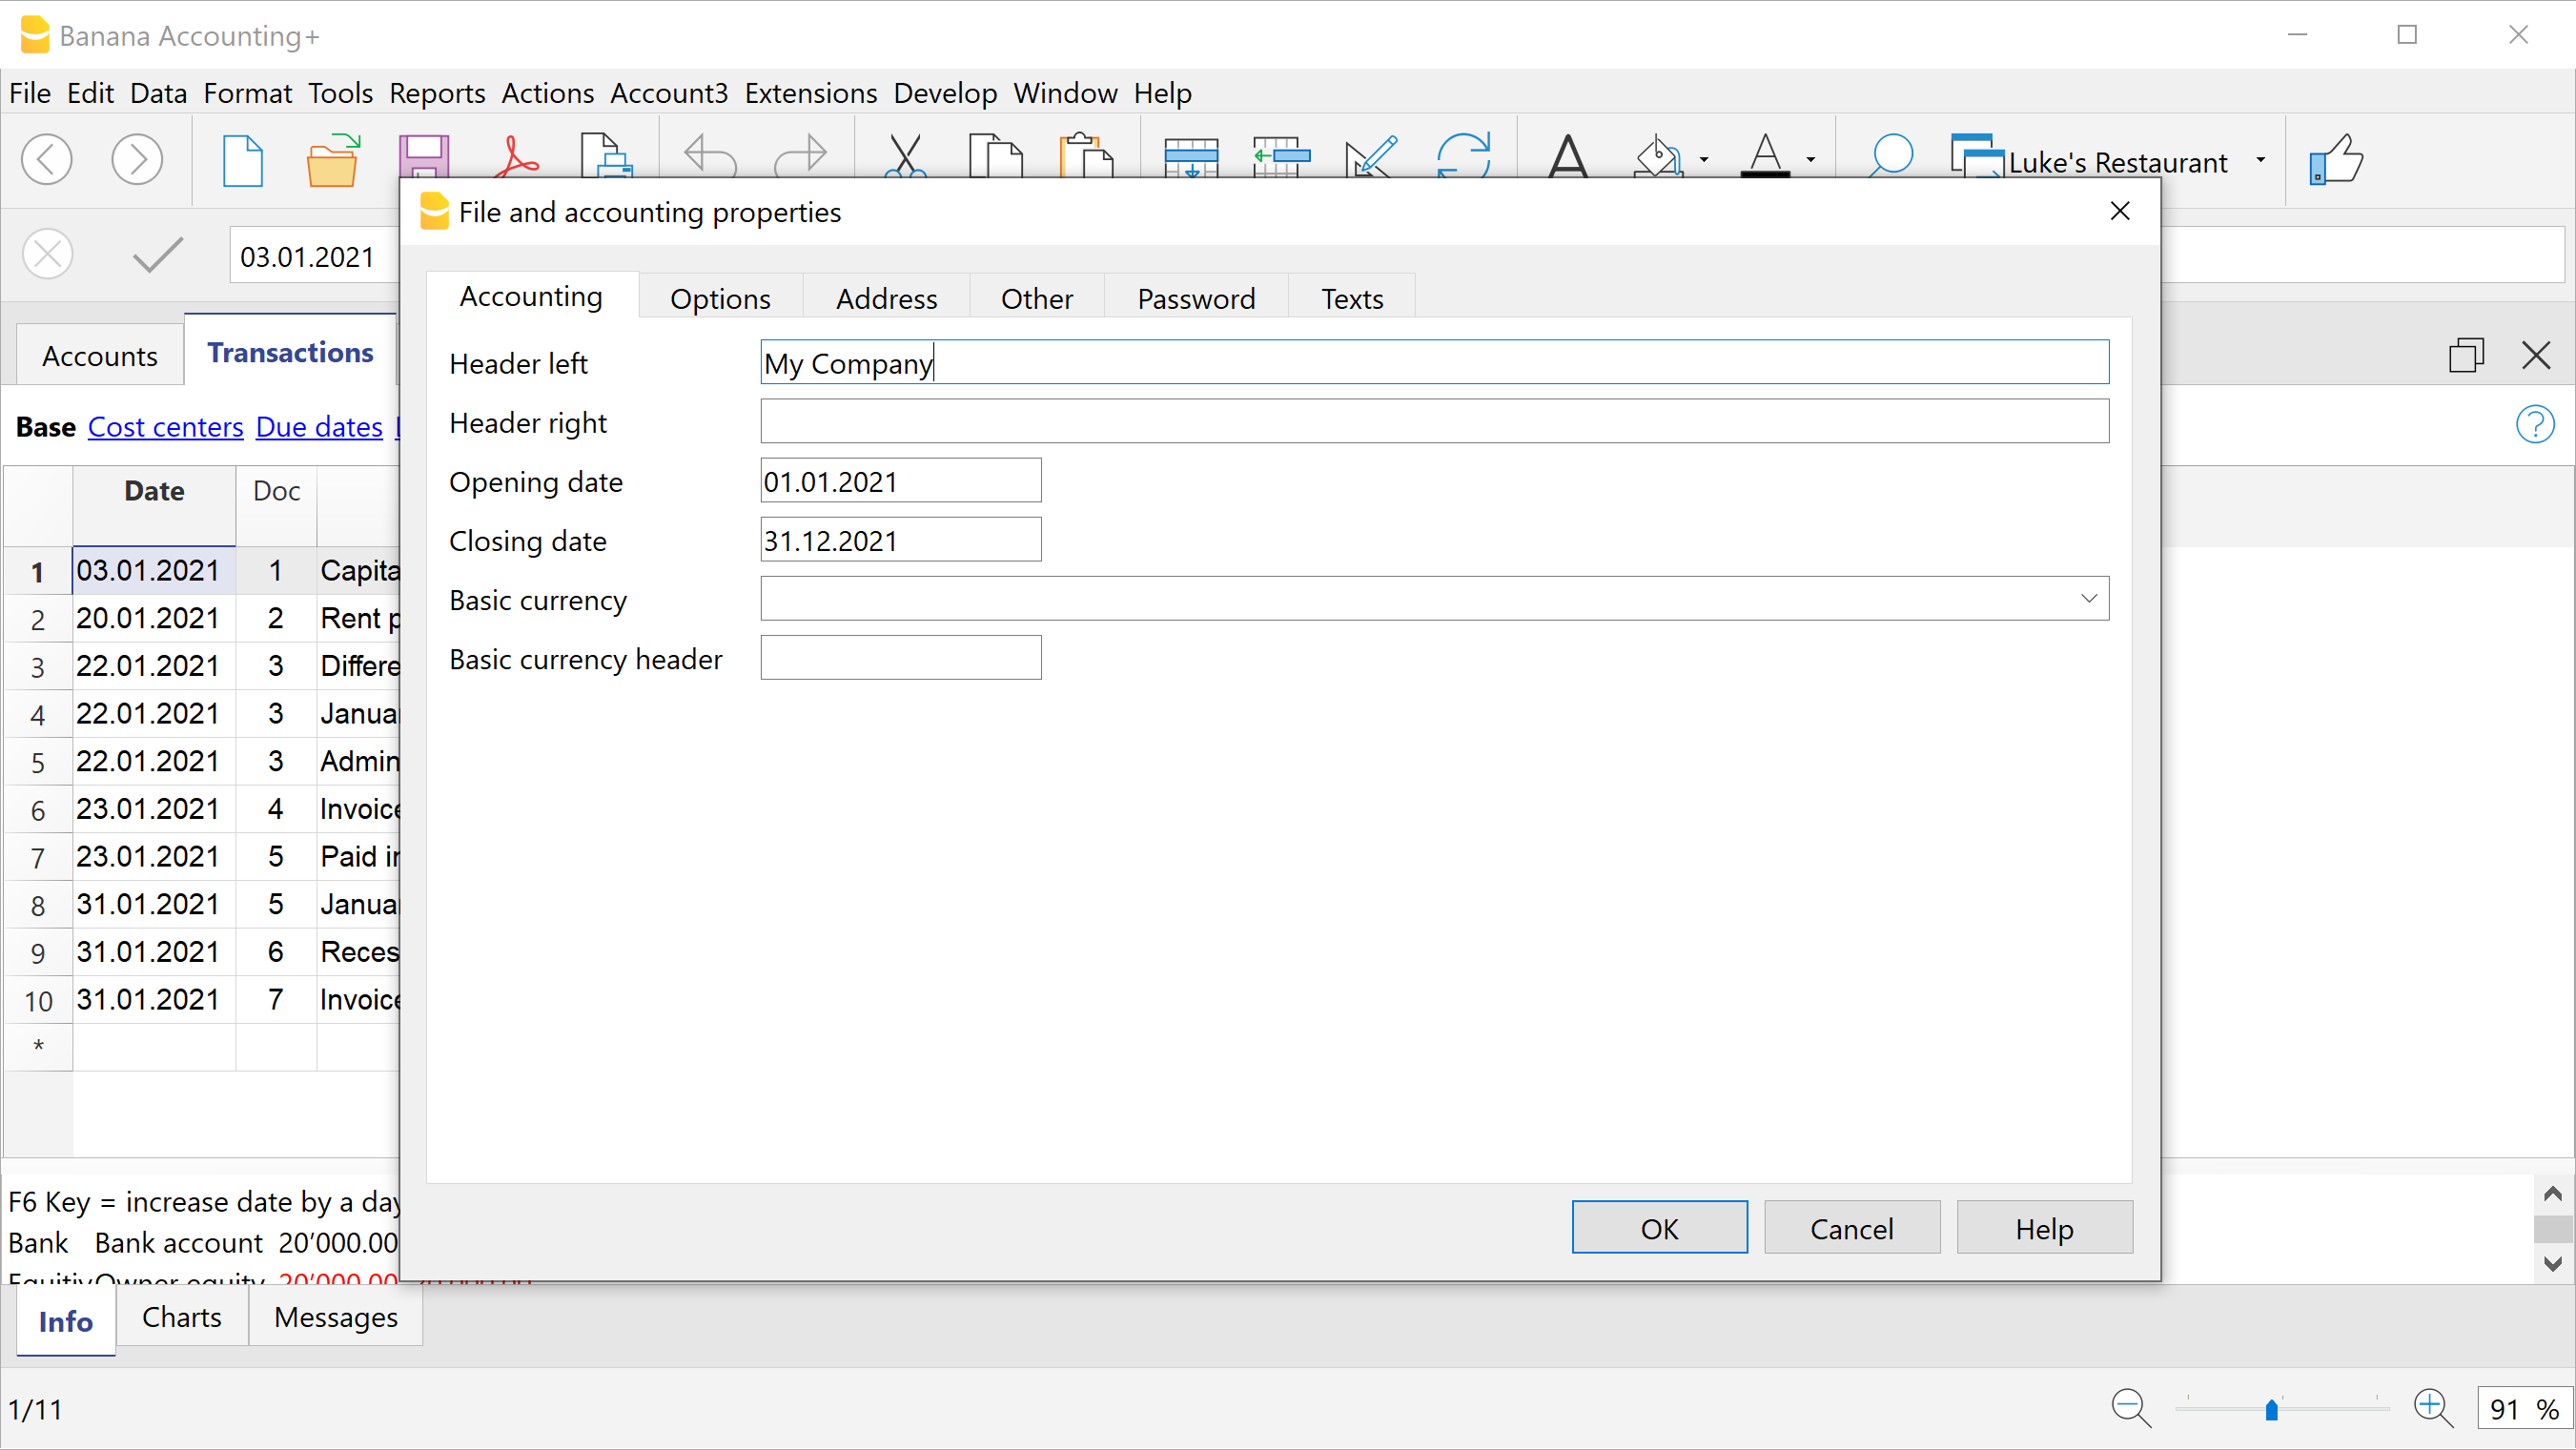 Banana Accounting+
File Edit Data Format Tools Reports Actions Account3 Extensions Develop Window Help
Luke's Restaurant
03.01.2021
File and accounting properties
Accounts Transactions
Accounting Options Address Other Password Texts
Base Cost centers Due dates
Header left My Company
Header right
Opening date 01.01.2021
Closing date 31.12.2021
Basic currency
Basic currency header
Date Doc
1 03.01.2021 1 Capita
2 20.01.2021 2 Rent p
3 22.01.2021 3 Differe
4 22.01.2021 3 Janua
5 22.01.2021 3 Admin
6 23.01.2021 4 Invoice
7 23.01.2021 5 Paid in
8 31.01.2021 5 Janua
9 31.01.2021 6 Reces
10 31.01.2021 7 Invoice
*
F6 Key = increase date by a day
Bank Bank account 20'000.00
Owner equity 20'000.00
OK Cancel Help
Info Charts Messages
1/11
91 %